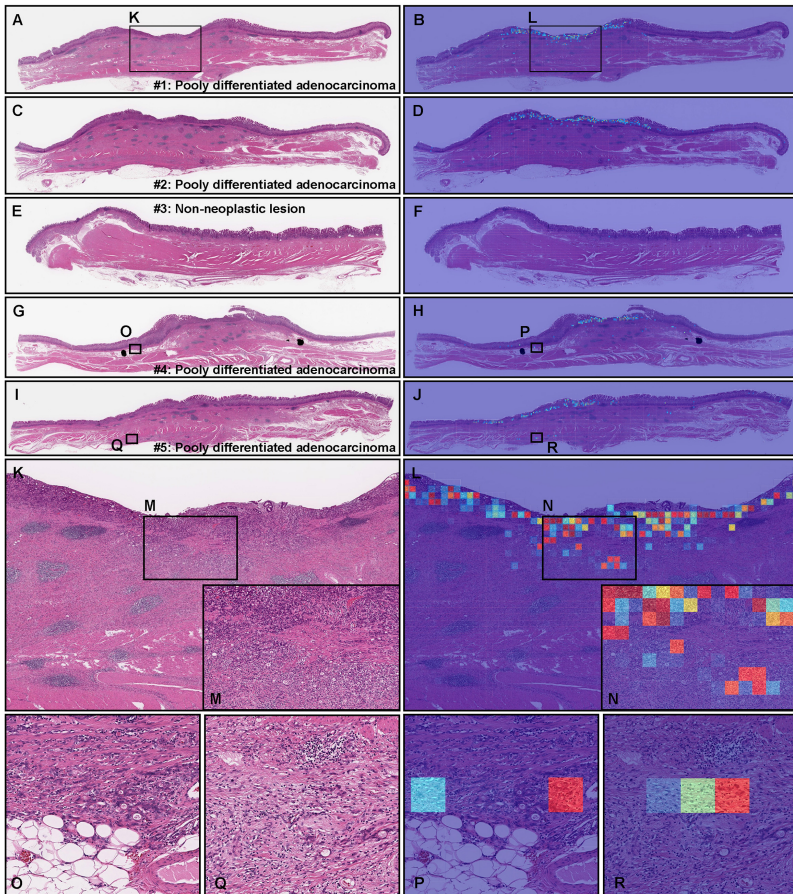 A
K
#1: Pooly differentiated adenocarcinoma
B
L
C
#2: Pooly differentiated adenocarcinoma
D
E
#3: Non-neoplastic lesion
F
G
O
#4: Pooly differentiated adenocarcinoma
H
P
I
Q
#5: Pooly differentiated adenocarcinoma
J
R
K
M
M
L
N
N
O
Q
P
R